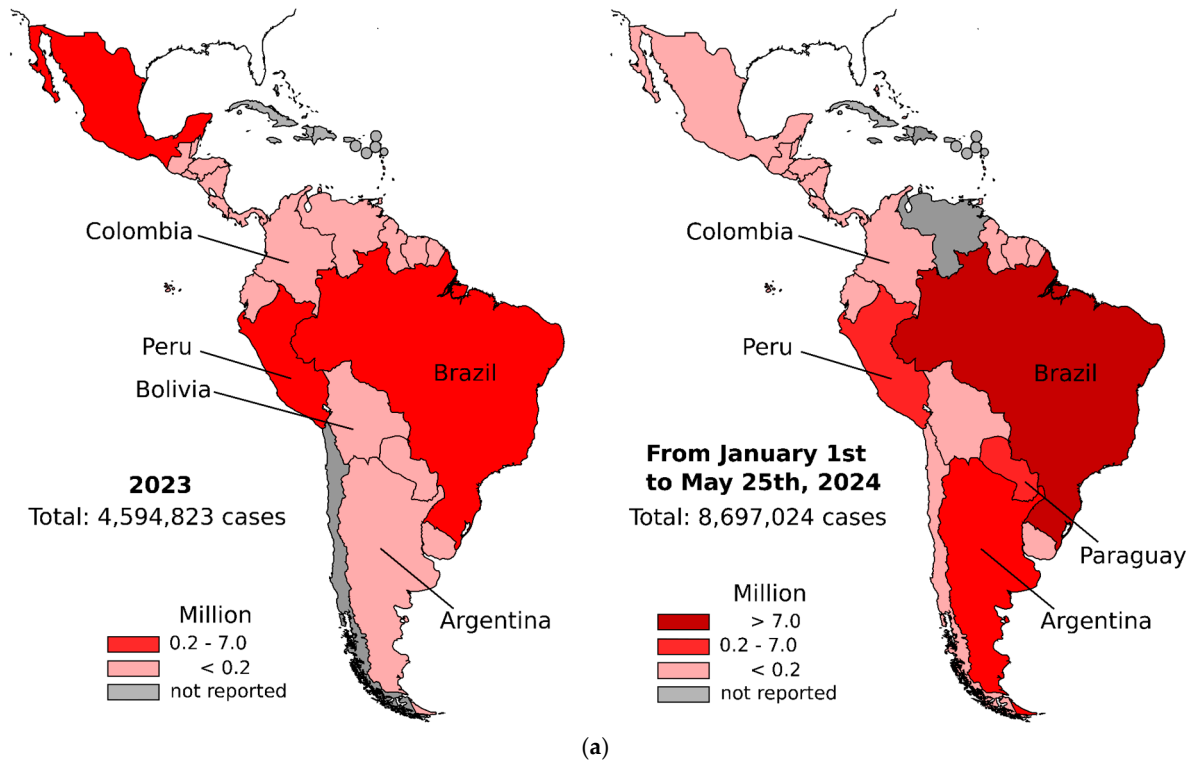 Colombia
Peru
Bolivia
Brazil
2023
Total: 4,594,823 cases
Argentina
Million
0.2 - 7.0
< 0.2
not reported
Colombia
Peru
Brazil
From January 1st
to May 25th, 2024
Total: 8,697,024 cases
Paraguay
Argentina
Million
> 7.0
0.2 - 7.0
< 0.2
not reported
(a)